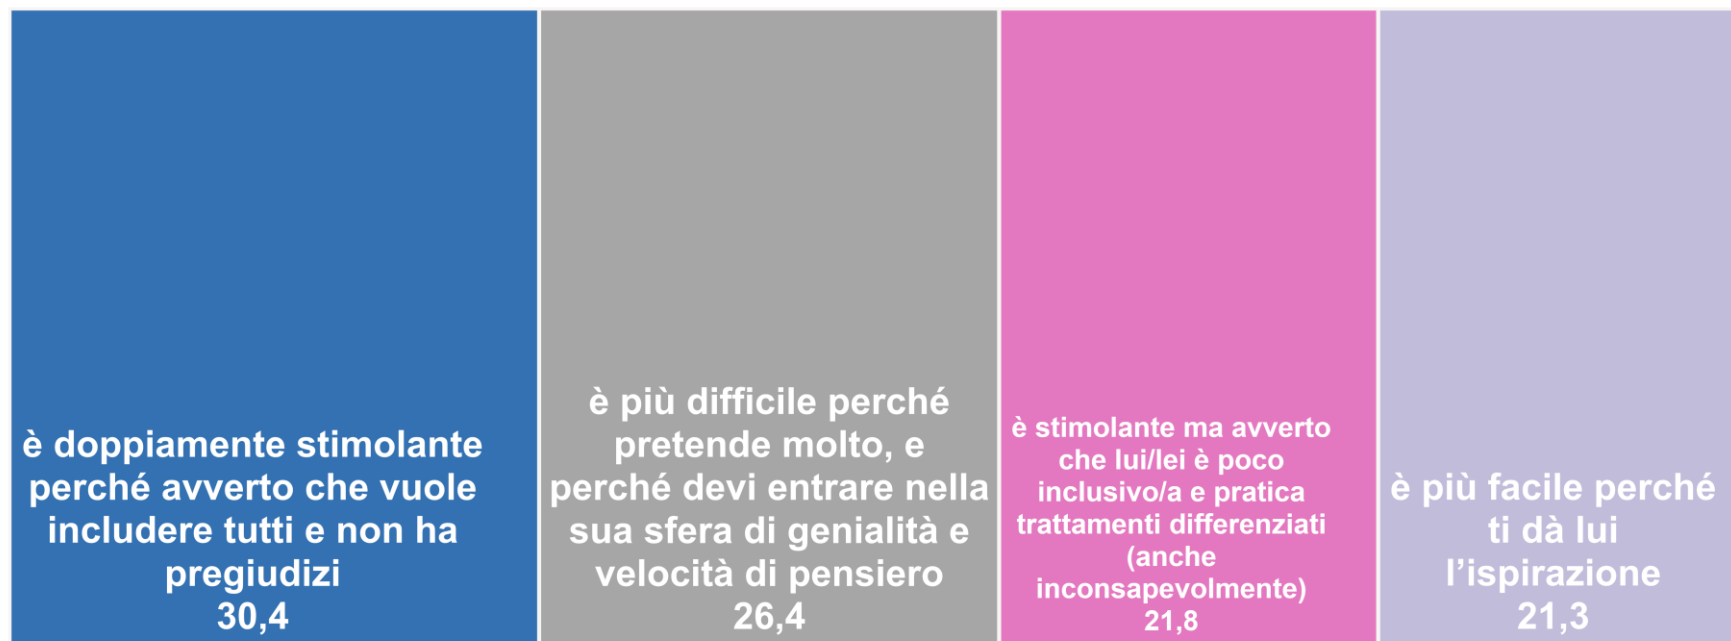 è doppiamente stimolante
perché avverto che vuole
includere tutti e non ha
pregiudizi
30,4
è più difficile perché
pretende molto, e
perché devi entrare nella
sua sfera di genialità e
velocità di pensiero
26,4
è stimolante ma avverto
che lui/lei è poco
inclusivo/a e pratica
trattamenti differenziati
(anche
inconsapevolmente)
21,8
è più facile perché
ti dà lui
l’ispirazione
21,3